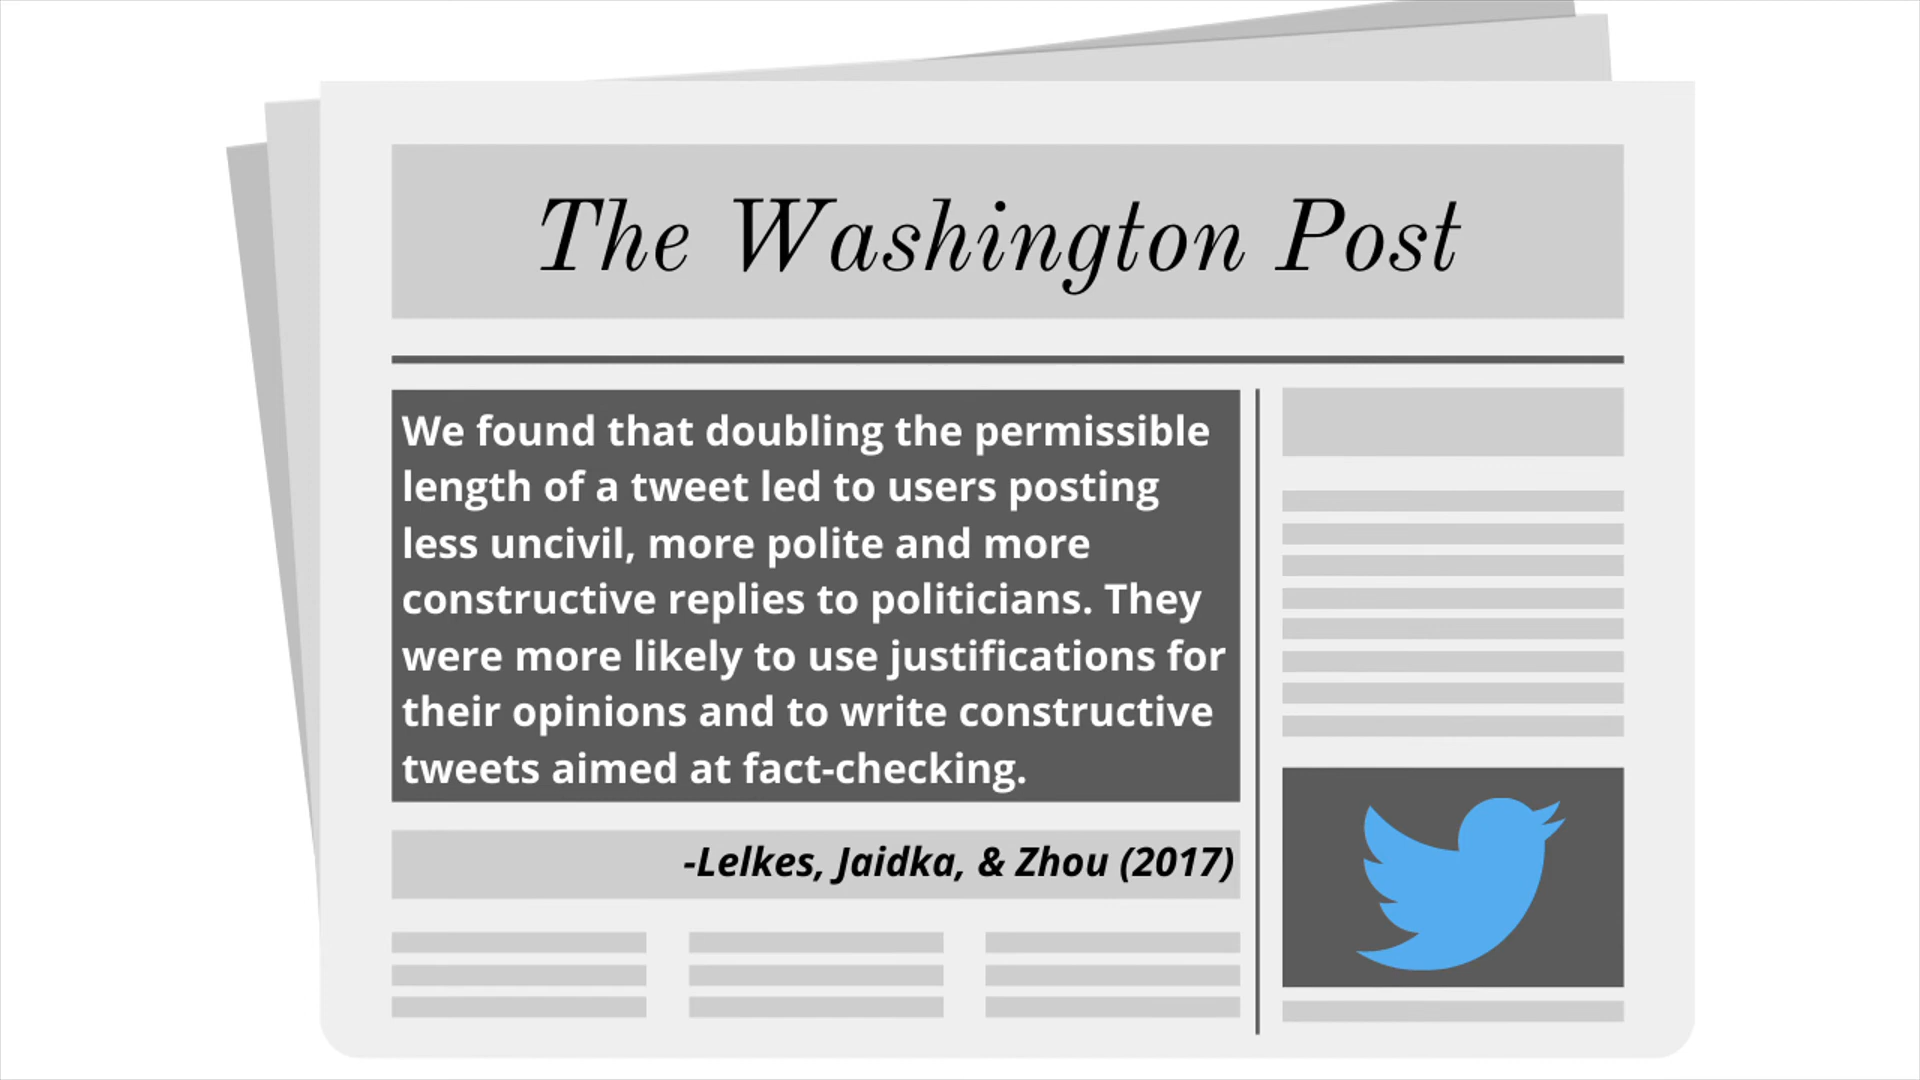 The Washington Post
We found that doubling the permissible
length of a tweet led to users posting
less uncivil, more polite and more
constructive replies to politicians. They
were more likely to use justifications for
their opinions and to write constructive
tweets aimed at fact-checking.
-Lelkes, Jaidka, & Zhou (2017)